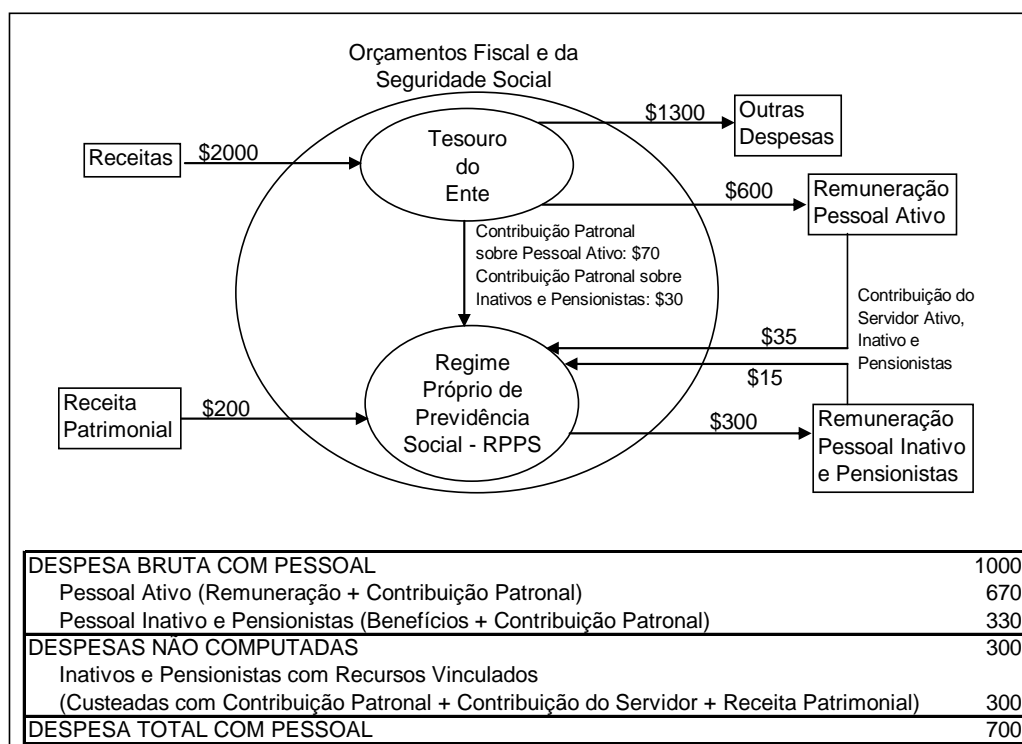 Orçamentos Fiscal e da
Seguridade Social
Receitas
$2000
Tesouro
do
Ente
$1300
Outras
Despesas
$600
Remuneração
Pessoal Ativo
Contribuição Patronal
sobre Pessoal Ativo: $70
Contribuição Patronal sobre
Inativos e Pensionistas: $30
Contribuição do
Servidor Ativo,
Inativo e
Pensionistas
$35
$15
Receita
Patrimonial
$200
Regime
Próprio de
Previdência
Social - RPPS
$300
Remuneração
Pessoal Inativo
e Pensionistas
DESPESA BRUTA COM PESSOAL 1000
Pessoal Ativo (Remuneração + Contribuição Patronal) 670
Pessoal Inativo e Pensionistas (Benefícios + Contribuição Patronal) 330
DESPESAS NÃO COMPUTADAS 300
Inativos e Pensionistas com Recursos Vinculados
(Custeadas com Contribuição Patronal + Contribuição do Servidor + Receita Patrimonial) 300
DESPESA TOTAL COM PESSOAL 700